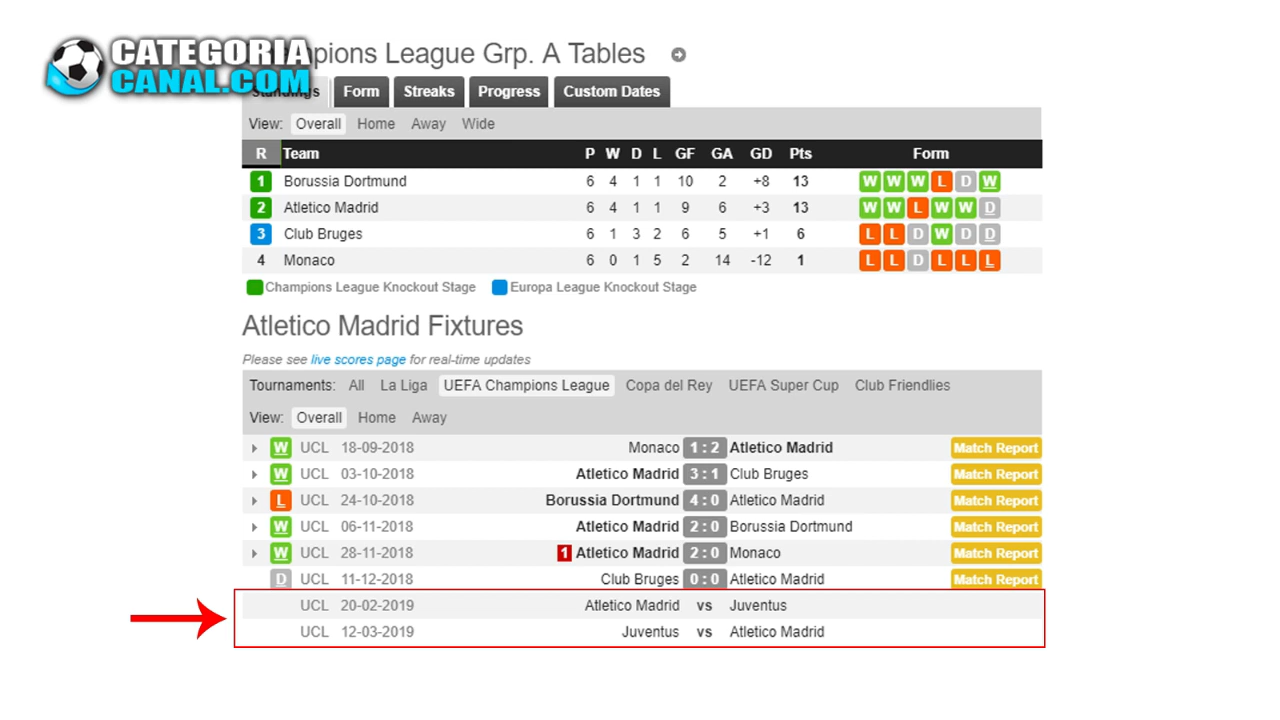 CATEGORIA
CANAL.COM
Champions League Grp. A Tables
Standings Form Streaks Progress Custom Dates
View: Overall Home Away Wide
R Team P W D L GF GA GD Pts Form
1 Borussia Dortmund 6 4 1 1 10 2 +8 13 W W W L D W
2 Atletico Madrid 6 4 1 1 9 6 +3 13 W W L W W D
3 Club Bruges 6 1 3 2 6 5 +1 6 L L D W D D
4 Monaco 6 0 1 5 2 14 -12 1 L L D L L L
Champions League Knockout Stage Europa League Knockout Stage
Atletico Madrid Fixtures
Please see live scores page for real-time updates
Tournaments: All La Liga UEFA Champions League Copa del Rey UEFA Super Cup Club Friendlies
View: Overall Home Away
W UCL 18-09-2018 Monaco 1 : 2 Atletico Madrid Match Report
W UCL 03-10-2018 Atletico Madrid 3 : 1 Club Bruges Match Report
L UCL 24-10-2018 Borussia Dortmund 4 : 0 Atletico Madrid Match Report
W UCL 06-11-2018 Atletico Madrid 2 : 0 Borussia Dortmund Match Report
W UCL 28-11-2018 1 Atletico Madrid 2 : 0 Monaco Match Report
D UCL 11-12-2018 Club Bruges 0 : 0 Atletico Madrid Match Report
UCL 20-02-2019 Atletico Madrid vs Juventus
UCL 12-03-2019 Juventus vs Atletico Madrid